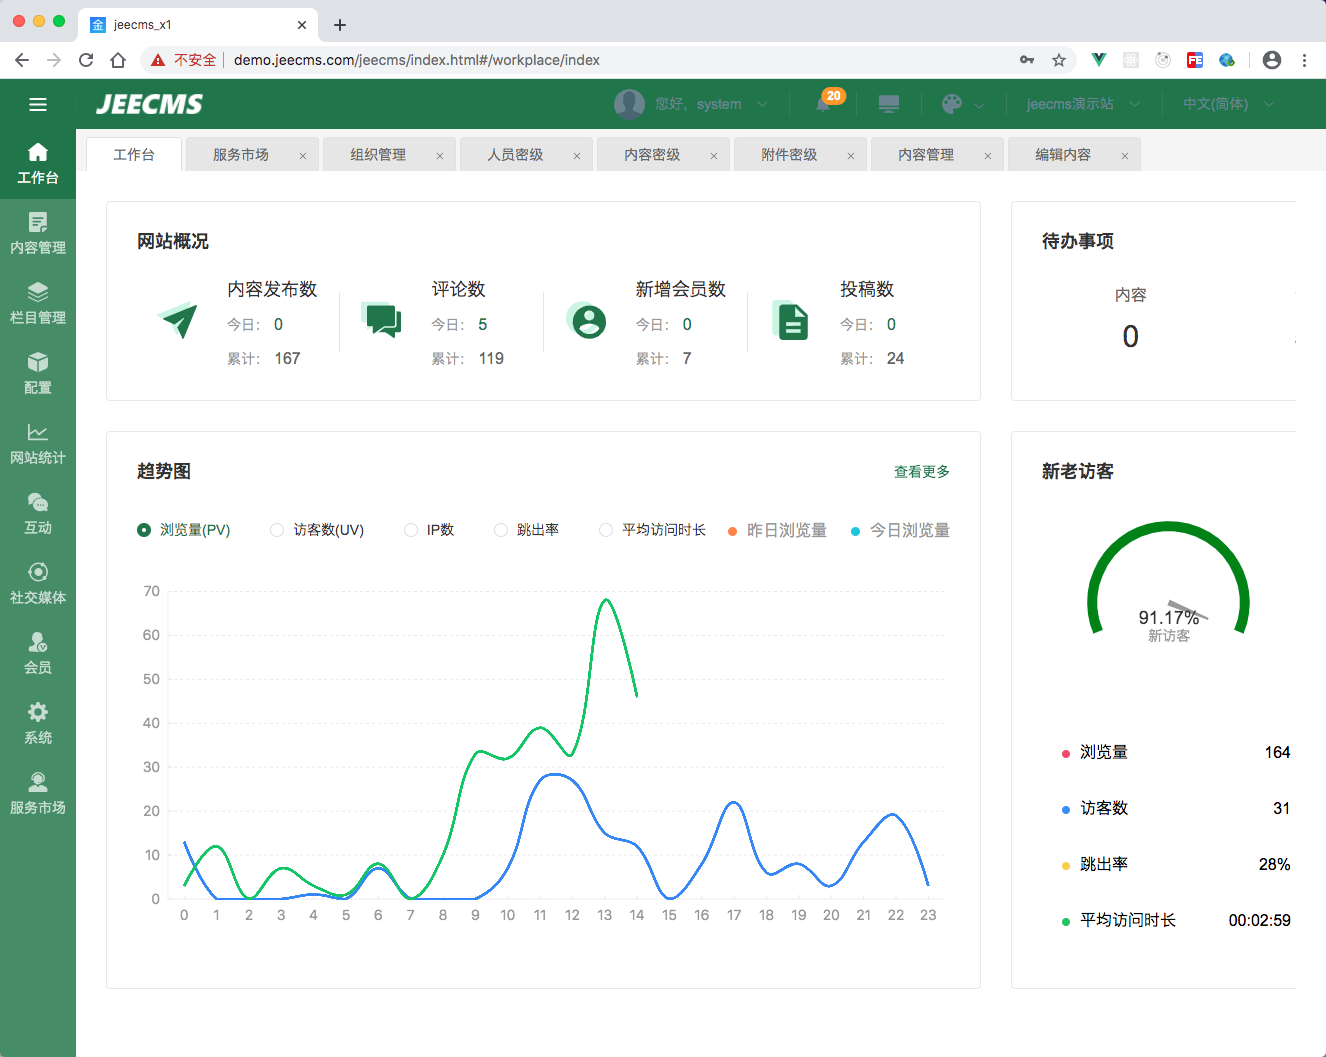 金 jeecms_x1
不安全 demo.jeecms.com/jeecms/index.html#/workplace/index
FE
JEECMS
您好，system
20
jeecms演示站
中文(简体)
工作台
内容管理
栏目管理
配置
网站统计
互动
社交媒体
会员
系统
服务市场
工作台 服务市场 组织管理 人员密级 内容密级 附件密级 内容管理 编辑内容
网站概况
内容发布数
今日： 0
累计： 167
评论数
今日： 5
累计： 119
新增会员数
今日： 0
累计： 7
投稿数
今日： 0
累计： 24
待办事项
内容
0
趋势图
查看更多
浏览量(PV) 访客数(UV) IP数 跳出率 平均访问时长 昨日浏览量 今日浏览量
70
60
50
40
30
20
10
0
0 1 2 3 4 5 6 7 8 9 10 11 12 13 14 15 16 17 18 19 20 21 22 23
新老访客
91.17%
新访客
浏览量 164
访客数 31
跳出率 28%
平均访问时长 00:02:59